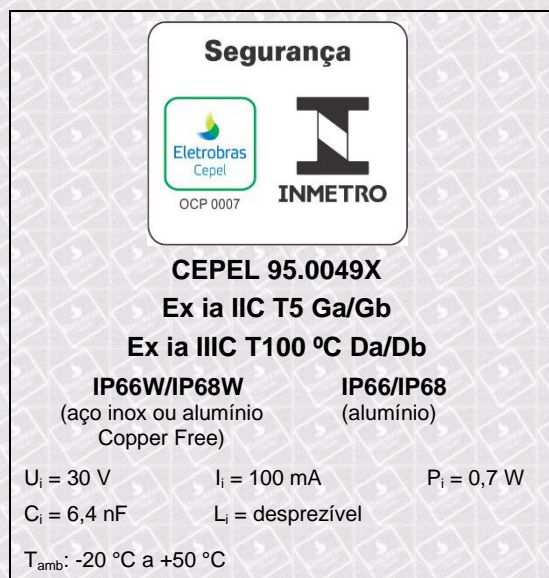 Segurança
Eletrobras
Cepel
OCP 0007
INMETRO
CEPEL 95.0049X
Ex ia IIC T5 Ga/Gb
Ex ia IIIC T100 ºC Da/Db
IP66W/IP68W IP66/IP68
(aço inox ou alumínio (alumínio)
Copper Free)
Ui = 30 V Ii = 100 mA Pi = 0,7 W
Ci = 6,4 nF Li = desprezível
Tamb: -20 °C a +50 °C